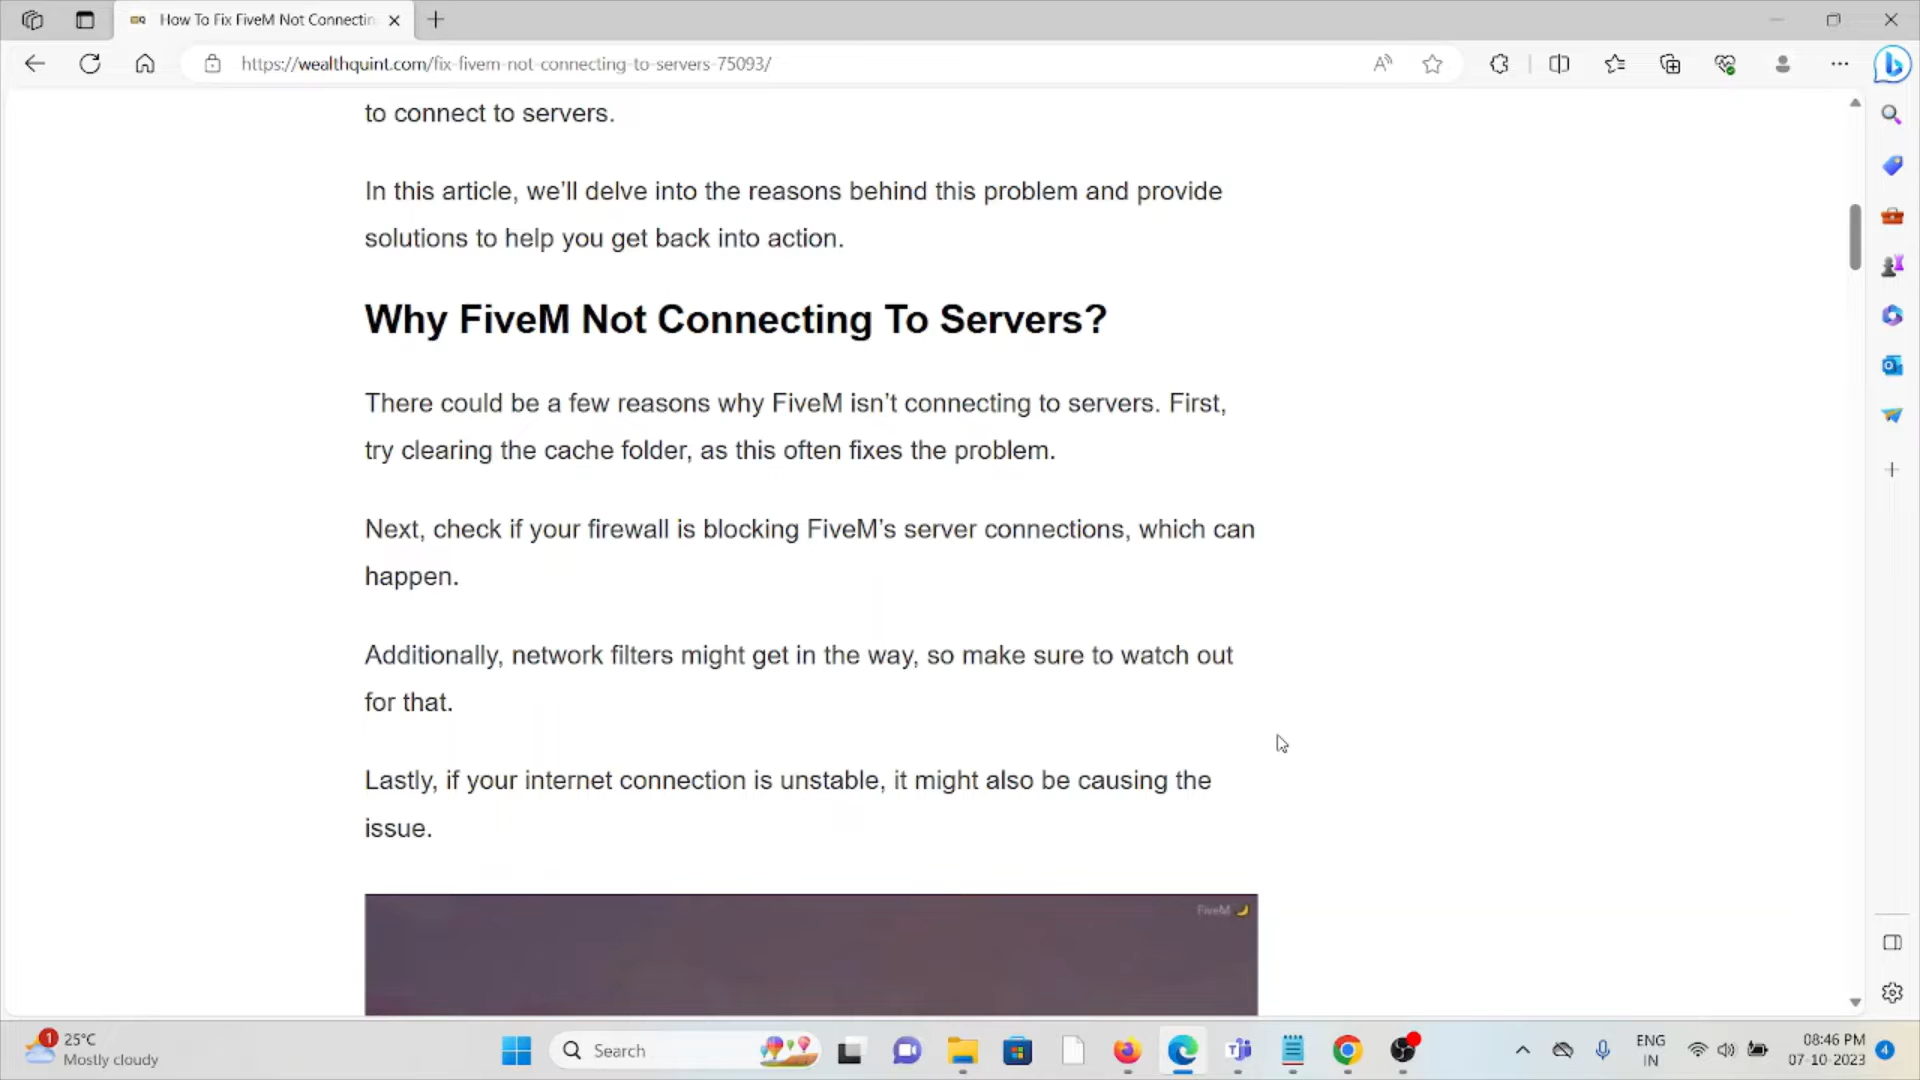 How To Fix FiveM Not Connectin
https://wealthquint.com/fix-fivem-not-connecting-to-servers-75093/
to connect to servers.
In this article, we’ll delve into the reasons behind this problem and provide
solutions to help you get back into action.
Why FiveM Not Connecting To Servers?
There could be a few reasons why FiveM isn’t connecting to servers. First,
try clearing the cache folder, as this often fixes the problem.
Next, check if your firewall is blocking FiveM’s server connections, which can
happen.
Additionally, network filters might get in the way, so make sure to watch out
for that.
Lastly, if your internet connection is unstable, it might also be causing the
issue.
FiveM
1
25°C
Mostly cloudy
Search
ENG
IN
08:46 PM
07-10-2023
4